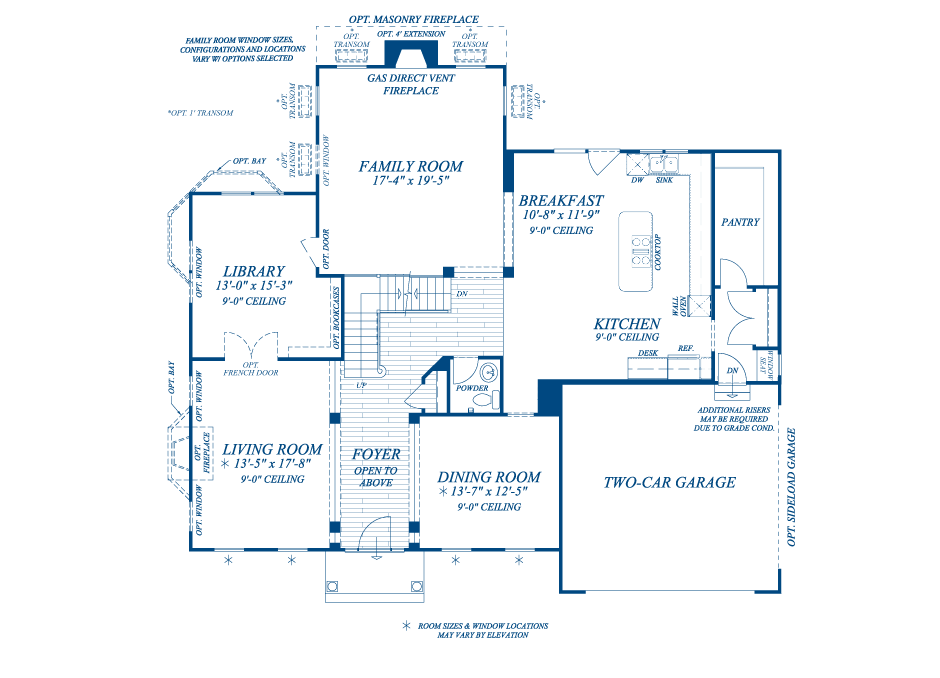 OPT. MASONRY FIREPLACE
OPT. 4' EXTENSION
*
OPT.
TRANSOM
*
OPT.
TRANSOM
FAMILY ROOM WINDOW SIZES,
CONFIGURATIONS AND LOCATIONS
VARY W/ OPTIONS SELECTED
GAS DIRECT VENT
FIREPLACE
*
OPT.
TRANSOM
*
OPT.
TRANSOM
*OPT. 1' TRANSOM
*
OPT.
TRANSOM
OPT. WINDOW
OPT. BAY
FAMILY ROOM
17'-4" x 19'-5"
DW
SINK
BREAKFAST
10'-8" x 11'-9"
9'-0" CEILING
PANTRY
COOKTOP
OPT. DOOR
OPT. WINDOW
LIBRARY
13'-0" x 15'-3"
9'-0" CEILING
OPT. BOOKCASES
DN
WALL
OVEN
KITCHEN
9'-0" CEILING
DESK
REF.
OPT.
FRENCH DOOR
UP
POWDER
DN
WINDOW
SEAT
OPT. BAY
OPT. WINDOW
ADDITIONAL RISERS
MAY BE REQUIRED
DUE TO GRADE COND.
OPT.
FIREPLACE
LIVING ROOM
* 13'-5" x 17'-8"
9'-0" CEILING
FOYER
OPEN TO
ABOVE
DINING ROOM
* 13'-7" x 12'-5"
9'-0" CEILING
TWO-CAR GARAGE
OPT. SIDELOAD GARAGE
OPT. WINDOW
* * * *
* ROOM SIZES & WINDOW LOCATIONS
MAY VARY BY ELEVATION